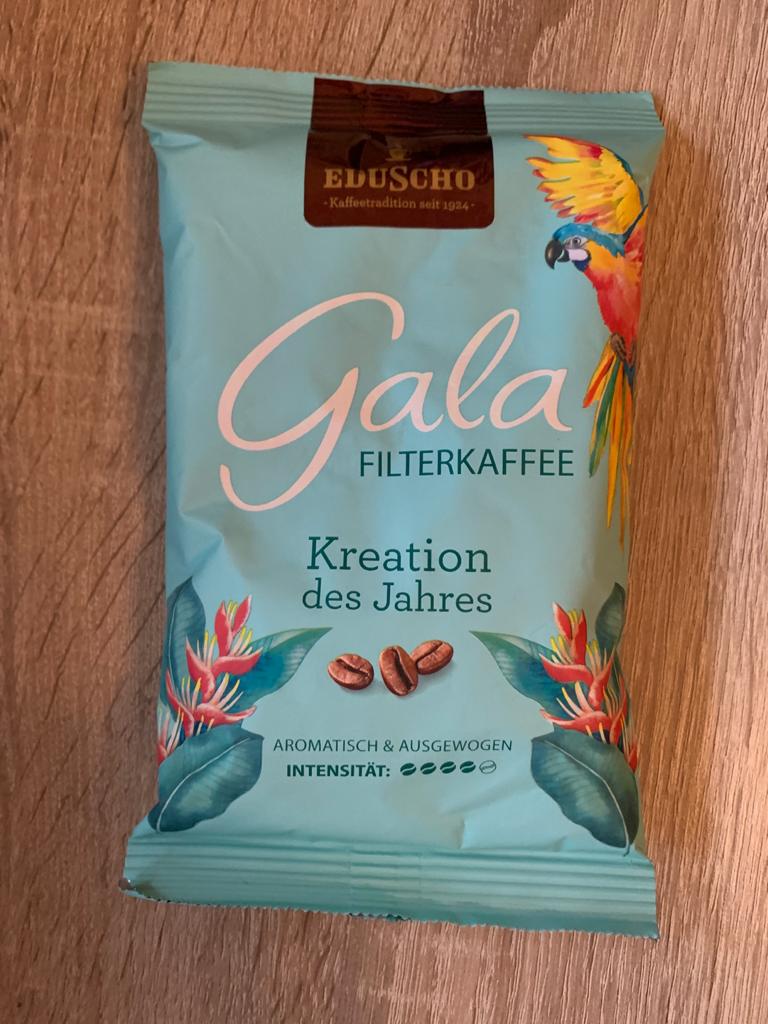 EDUSCHO
-Kaffeetradition seit 1924-
Gala
FILTERKAFFEE
Kreation
des Jahres
AROMATISCH & AUSGEWOGEN
INTENSITÄT: